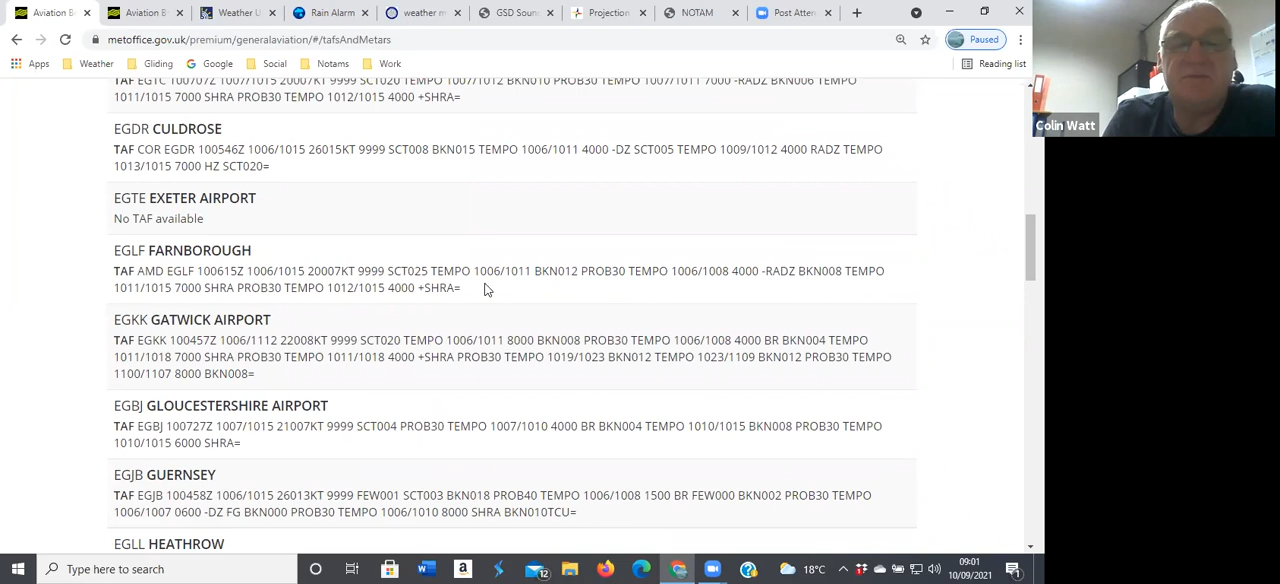 Aviation B
Aviation B
Weather U
Rain Alarm
weather m
GSD Soun
Projection
NOTAM
Post Atten
metoffice.gov.uk/premium/generalaviation/#/tafsAndMetars
Paused
Apps
Weather
Gliding
Google
Social
Notams
Work
Reading list
Colin Watt
TAF EGTC 100707Z 1007/1015 20007KT 9999 SCT020 TEMPO 1007/1012 BKN010 PROB30 TEMPO 1007/1011 7000 -RADZ BKN006 TEMPO
1011/1015 7000 SHRA PROB30 TEMPO 1012/1015 4000 +SHRA=
EGDR CULDROSE
TAF COR EGDR 100546Z 1006/1015 26015KT 9999 SCT008 BKN015 TEMPO 1006/1011 4000 -DZ SCT005 TEMPO 1009/1012 4000 RADZ TEMPO
1013/1015 7000 HZ SCT020=
EGTE EXETER AIRPORT
No TAF available
EGLF FARNBOROUGH
TAF AMD EGLF 100615Z 1006/1015 20007KT 9999 SCT025 TEMPO 1006/1011 BKN012 PROB30 TEMPO 1006/1008 4000 -RADZ BKN008 TEMPO
1011/1015 7000 SHRA PROB30 TEMPO 1012/1015 4000 +SHRA=
EGKK GATWICK AIRPORT
TAF EGKK 100457Z 1006/1112 22008KT 9999 SCT020 TEMPO 1006/1011 8000 BKN008 PROB30 TEMPO 1006/1008 4000 BR BKN004 TEMPO
1011/1018 7000 SHRA PROB30 TEMPO 1011/1018 4000 +SHRA PROB30 TEMPO 1019/1023 BKN012 TEMPO 1023/1109 BKN012 PROB30 TEMPO
1100/1107 8000 BKN008=
EGBJ GLOUCESTERSHIRE AIRPORT
TAF EGBJ 100727Z 1007/1015 21007KT 9999 SCT004 PROB30 TEMPO 1007/1010 4000 BR BKN004 TEMPO 1010/1015 BKN008 PROB30 TEMPO
1010/1015 6000 SHRA=
EGJB GUERNSEY
TAF EGJB 100458Z 1006/1015 26013KT 9999 FEW001 SCT003 BKN018 PROB40 TEMPO 1006/1008 1500 BR FEW000 BKN002 PROB30 TEMPO
1006/1007 0600 -DZ FG BKN000 PROB30 TEMPO 1006/1010 8000 SHRA BKN010TCU=
EGLL HEATHROW
Type here to search
12
18°C
09:01
10/09/2021
1